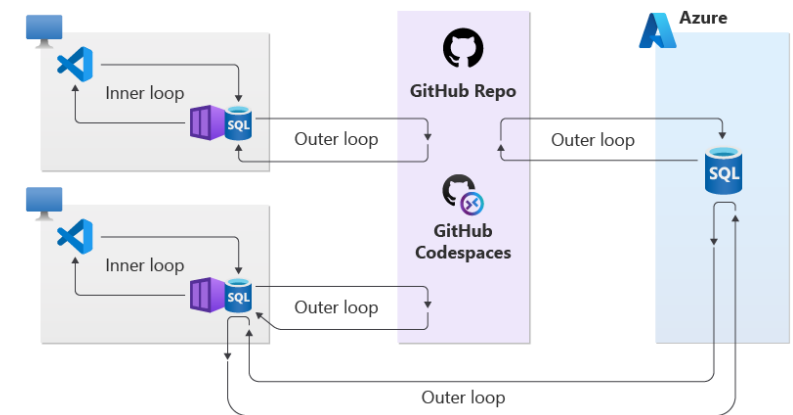 Azure
Inner loop
SQL
Outer loop
GitHub Repo
Outer loop
SQL
GitHub
Codespaces
Inner loop
SQL
Outer loop
Outer loop